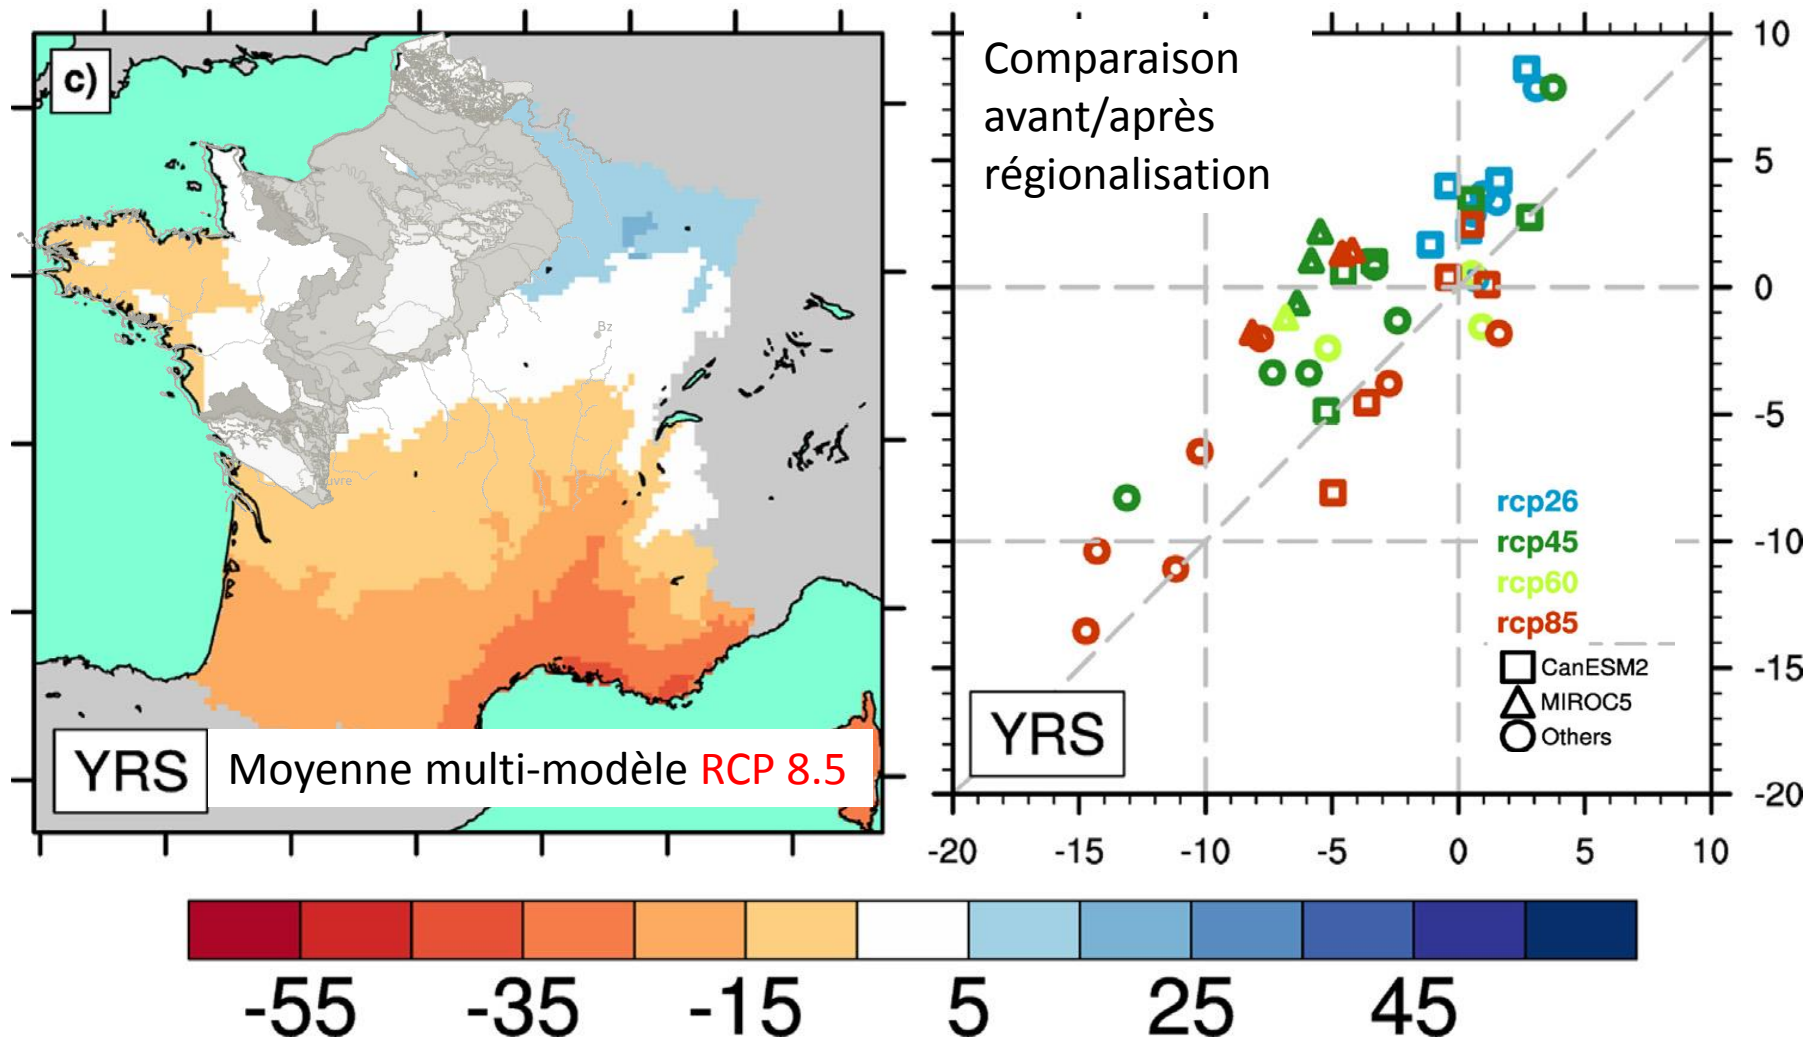 c)
Bz
uvre
YRS
Moyenne multi-modèle RCP 8.5
Comparaison
avant/après
régionalisation
10
5
0
-5
-10
-15
-20
rcp26
rcp45
rcp60
rcp85
CanESM2
MIROC5
Others
YRS
-20 -15 -10 -5 0 5 10
-55 -35 -15 5 25 45